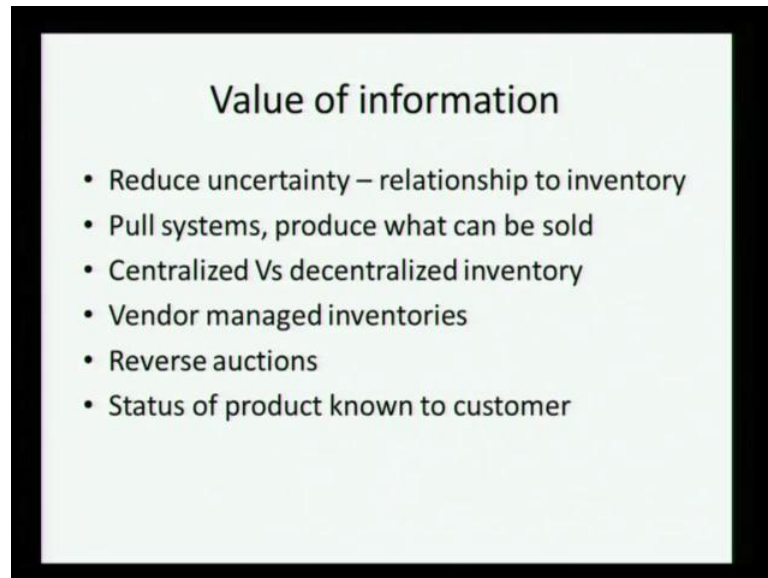 Value of information
• Reduce uncertainty – relationship to inventory
• Pull systems, produce what can be sold
• Centralized Vs decentralized inventory
• Vendor managed inventories
• Reverse auctions
• Status of product known to customer